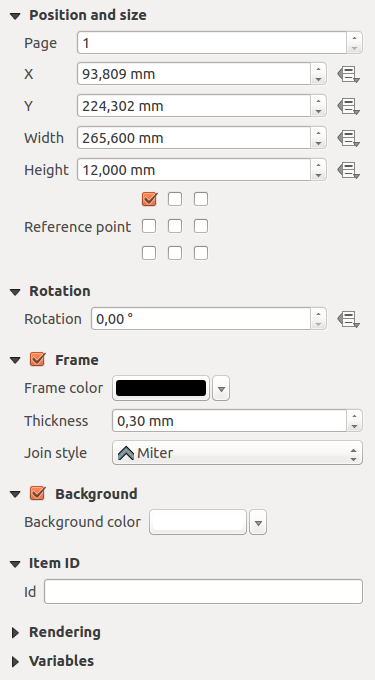 Position and size
Page 1
X 93,809 mm
Y 224,302 mm
Width 265,600 mm
Height 12,000 mm
Reference point
Rotation
Rotation 0,00 °
Frame
Frame color
Thickness 0,30 mm
Join style Miter
Background
Background color
Item ID
Id
Rendering
Variables